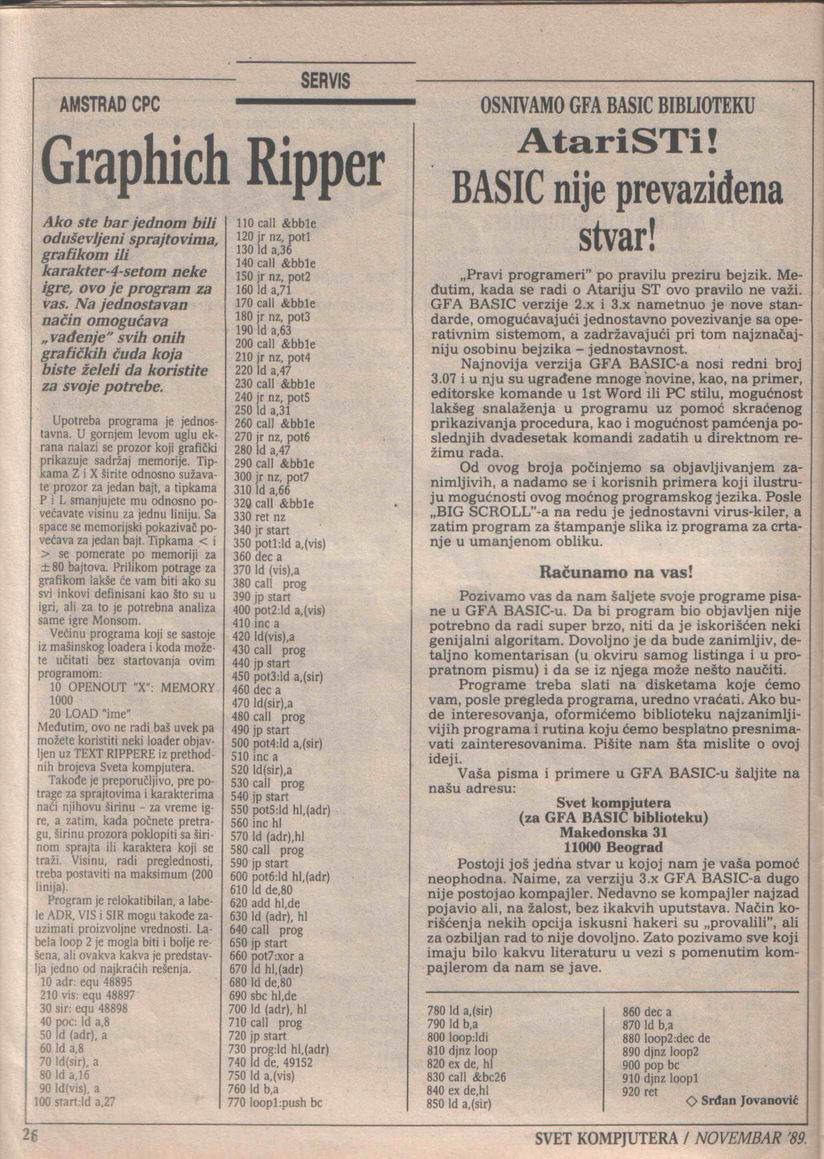 SERVIS
AMSTRAD CPC
Graphich Ripper
Ako ste bar jednom bili
oduševljeni sprajtovima,
grafikom ili
karakter-4-setom neke
igre, ovo je program za
vas. Na jednostavan
način omogućava
„vađenje” svih onih
grafičkih čuda koja
biste želeli da koristite
za svoje potrebe.
Upotreba programa je jednos-
tavna. U gornjem levom uglu ek-
rana nalazi se prozor koji grafički
prikazuje sadržaj memorije. Tip-
kama Z i X širite odnosno sužava-
te prozor za jedan bajt, a tipkama
P i L smanjujete mu odnosno po-
većavate visinu za jednu liniju. Sa
space se memorijski pokazivač po-
većava za jedan bajt. Tipkama < i
> se pomerate po memoriji za
±80 bajtova. Prilikom potrage za
grafikom lakše će vam biti ako su
svi inkovi definisani kao što su u
igri, ali za to je potrebna analiza
same igre Monsom.
Većinu programa koji se sastoje
iz mašinskog loadera i koda može-
te učitati bez startovanja ovim
programom:
10 OPENOUT "X": MEMORY
1000
20 LOAD "ime"
Međutim, ovo ne radi baš uvek pa
možete koristiti neki loader objav-
ljen uz TEXT RIPPERE iz prethod-
nih brojeva Sveta kompjutera.
Takođe je preporučljivo, pre po-
trage za sprajtovima i karakterima
naći njihovu širinu – za vreme ig-
re, a zatim, kada počnete pretra-
gu, širinu prozora poklopiti sa širi-
nom sprajta ili karaktera koji se
traži. Visinu, radi preglednosti,
treba postaviti na maksimum (200
linija).
Program je relokatibilan, a labe-
le ADR, VIS i SIR mogu takođe za-
uzimati proizvoljne vrednosti. La-
bela loop 2 je mogia biti i bolje re-
šena, ali ovakva kakva je predstav-
lja jedno od najkraćih rešenja.
10 adr: equ 48895
210 vis: equ 48897
30 sir: equ 48898
40 poc: ld a,8
50 ld (adr), a
60 ld a,8
70 ld(sir), a
80 ld a,16
90 ld(vis), a
100 start:ld a,27
110 call &bb1e
120 jr nz, pot1
130 ld a,36
140 call &bb1e
150 jr nz, pot2
160 ld a,71
170 call &bb1e
180 jr nz, pot3
190 ld a,63
200 call &bb1e
210 jr nz, pot4
220 ld a,47
230 call &bb1e
240 jr nz, pot5
250 ld a,31
260 call &bb1e
270 jr nz, pot6
280 ld a,47
290 call &bb1e
300 jr nz, pot7
310 ld a,66
320 call &bb1e
330 ret nz
340 jr start
350 pot1:ld a,(vis)
360 dec a
370 ld (vis),a
380 call prog
390 jp start
400 pot2:ld a,(vis)
410 inc a
420 ld(vis),a
430 call prog
440 jp start
450 pot3:ld a,(sir)
460 dec a
470 ld(sir),a
480 call prog
490 jp start
500 pot4:ld a,(sir)
510 inc a
520 ld(sir),a
530 call prog
540 jp start
550 pot5:ld hl,(adr)
560 inc hl
570 ld (adr),hl
580 call prog
590 jp start
600 pot6:ld hl,(adr)
610 ld de,80
620 add hl,de
630 ld (adr), hl
640 call prog
650 jp start
660 pot7:xor a
670 ld hl,(adr)
680 ld de,80
690 sbc hl,de
700 ld (adr), hl
710 call prog
720 jp start
730 prog:ld hl,(adr)
740 ld de, 49152
750 ld a,(vis)
760 ld b,a
770 loop1:push bc
OSNIVAMO GFA BASIC BIBLIOTEKU
AtariSTi!
BASIC nije prevaziđena
stvar!
„Pravi programeri” po pravilu preziru bejzik. Me-
đutim, kada se radi o Atariju ST ovo pravilo ne važi.
GFA BASIC verzije 2.x i 3.x nametnuo je nove stan-
darde, omogućavajući jednostavno povezivanje sa ope-
rativnim sistemom, a zadržavajući pri tom najznačaj-
niju osobinu bejzika – jednostavnost.
Najnovija verzija GFA BASIC-a nosi redni broj
3.07 i u nju su ugrađene mnoge novine, kao, na primer,
editorske komande u 1st Word ili PC stilu, mogućnost
lakšeg snalaženja u programu uz pomoć skraćenog
prikazivanja procedura, kao i mogućnost pamćenja po-
slednjih dvadesetak komandi zadatih u direktnom re-
žimu rada.
Od ovog broja počinjemo sa objavljivanjem za-
nimljivih, a nadamo se i korisnih primera koji ilustru-
ju mogućnosti ovog moćnog programskog jezika. Posle
„BIG SCROLL”-a na redu je jednostavni virus-kiler, a
zatim program za štampanje slika iz programa za crta-
nje u umanjenom obliku.
Računamo na vas!
Pozivamo vas da nam šaljete svoje programe pisa-
ne u GFA BASIC-u. Da bi program bio objavljen nije
potrebno da radi super brzo, niti da je iskorišćen neki
genijalni algoritam. Dovoljno je da bude zanimljiv, de-
taljno komentarisan (u okviru samog listinga i u pro-
pratnom pismu) i da se iz njega može nešto naučiti.
Programe treba slati na disketama koje ćemo
vam, posle pregleda programa, uredno vraćati. Ako bu-
de interesovanja, oformićemo biblioteku najzanimlji-
vijih programa i rutina koju ćemo besplatno presnima-
vati zainteresovanima. Pišite nam šta mislite o ovoj
ideji.
Vaša pisma i primere u GFA BASIC-u šaljite na
našu adresu:
Svet kompjutera
(za GFA BASIC biblioteku)
Makedonska 31
11000 Beograd
Postoji još jedna stvar u kojoj nam je vaša pomoć
neophodna. Naime, za verziju 3.x GFA BASIC-a dugo
nije postojao kompajler. Nedavno se kompajler najzad
pojavio ali, na žalost, bez ikakvih uputstava. Način ko-
rišćenja nekih opcija iskusni hakeri su „provalili”, ali
za ozbiljan rad to nije dovoljno. Zato pozivamo sve koji
imaju bilo kakvu literaturu u vezi s pomenutim kom-
pajlerom da nam se jave.
780 ld a,(sir)
790 ld b,a
800 loop:ldi
810 djnz loop
820 ex de, hl
830 call &bc26
840 ex de,hl
850 ld a,(sir)
860 dec a
870 ld b,a
880 loop2:dec de
890 djnz loop2
900 pop bc
910 djnz loop1
920 ret
◇ Srđan Jovanović
26
SVET KOMPJUTERA / NOVEMBAR '89.